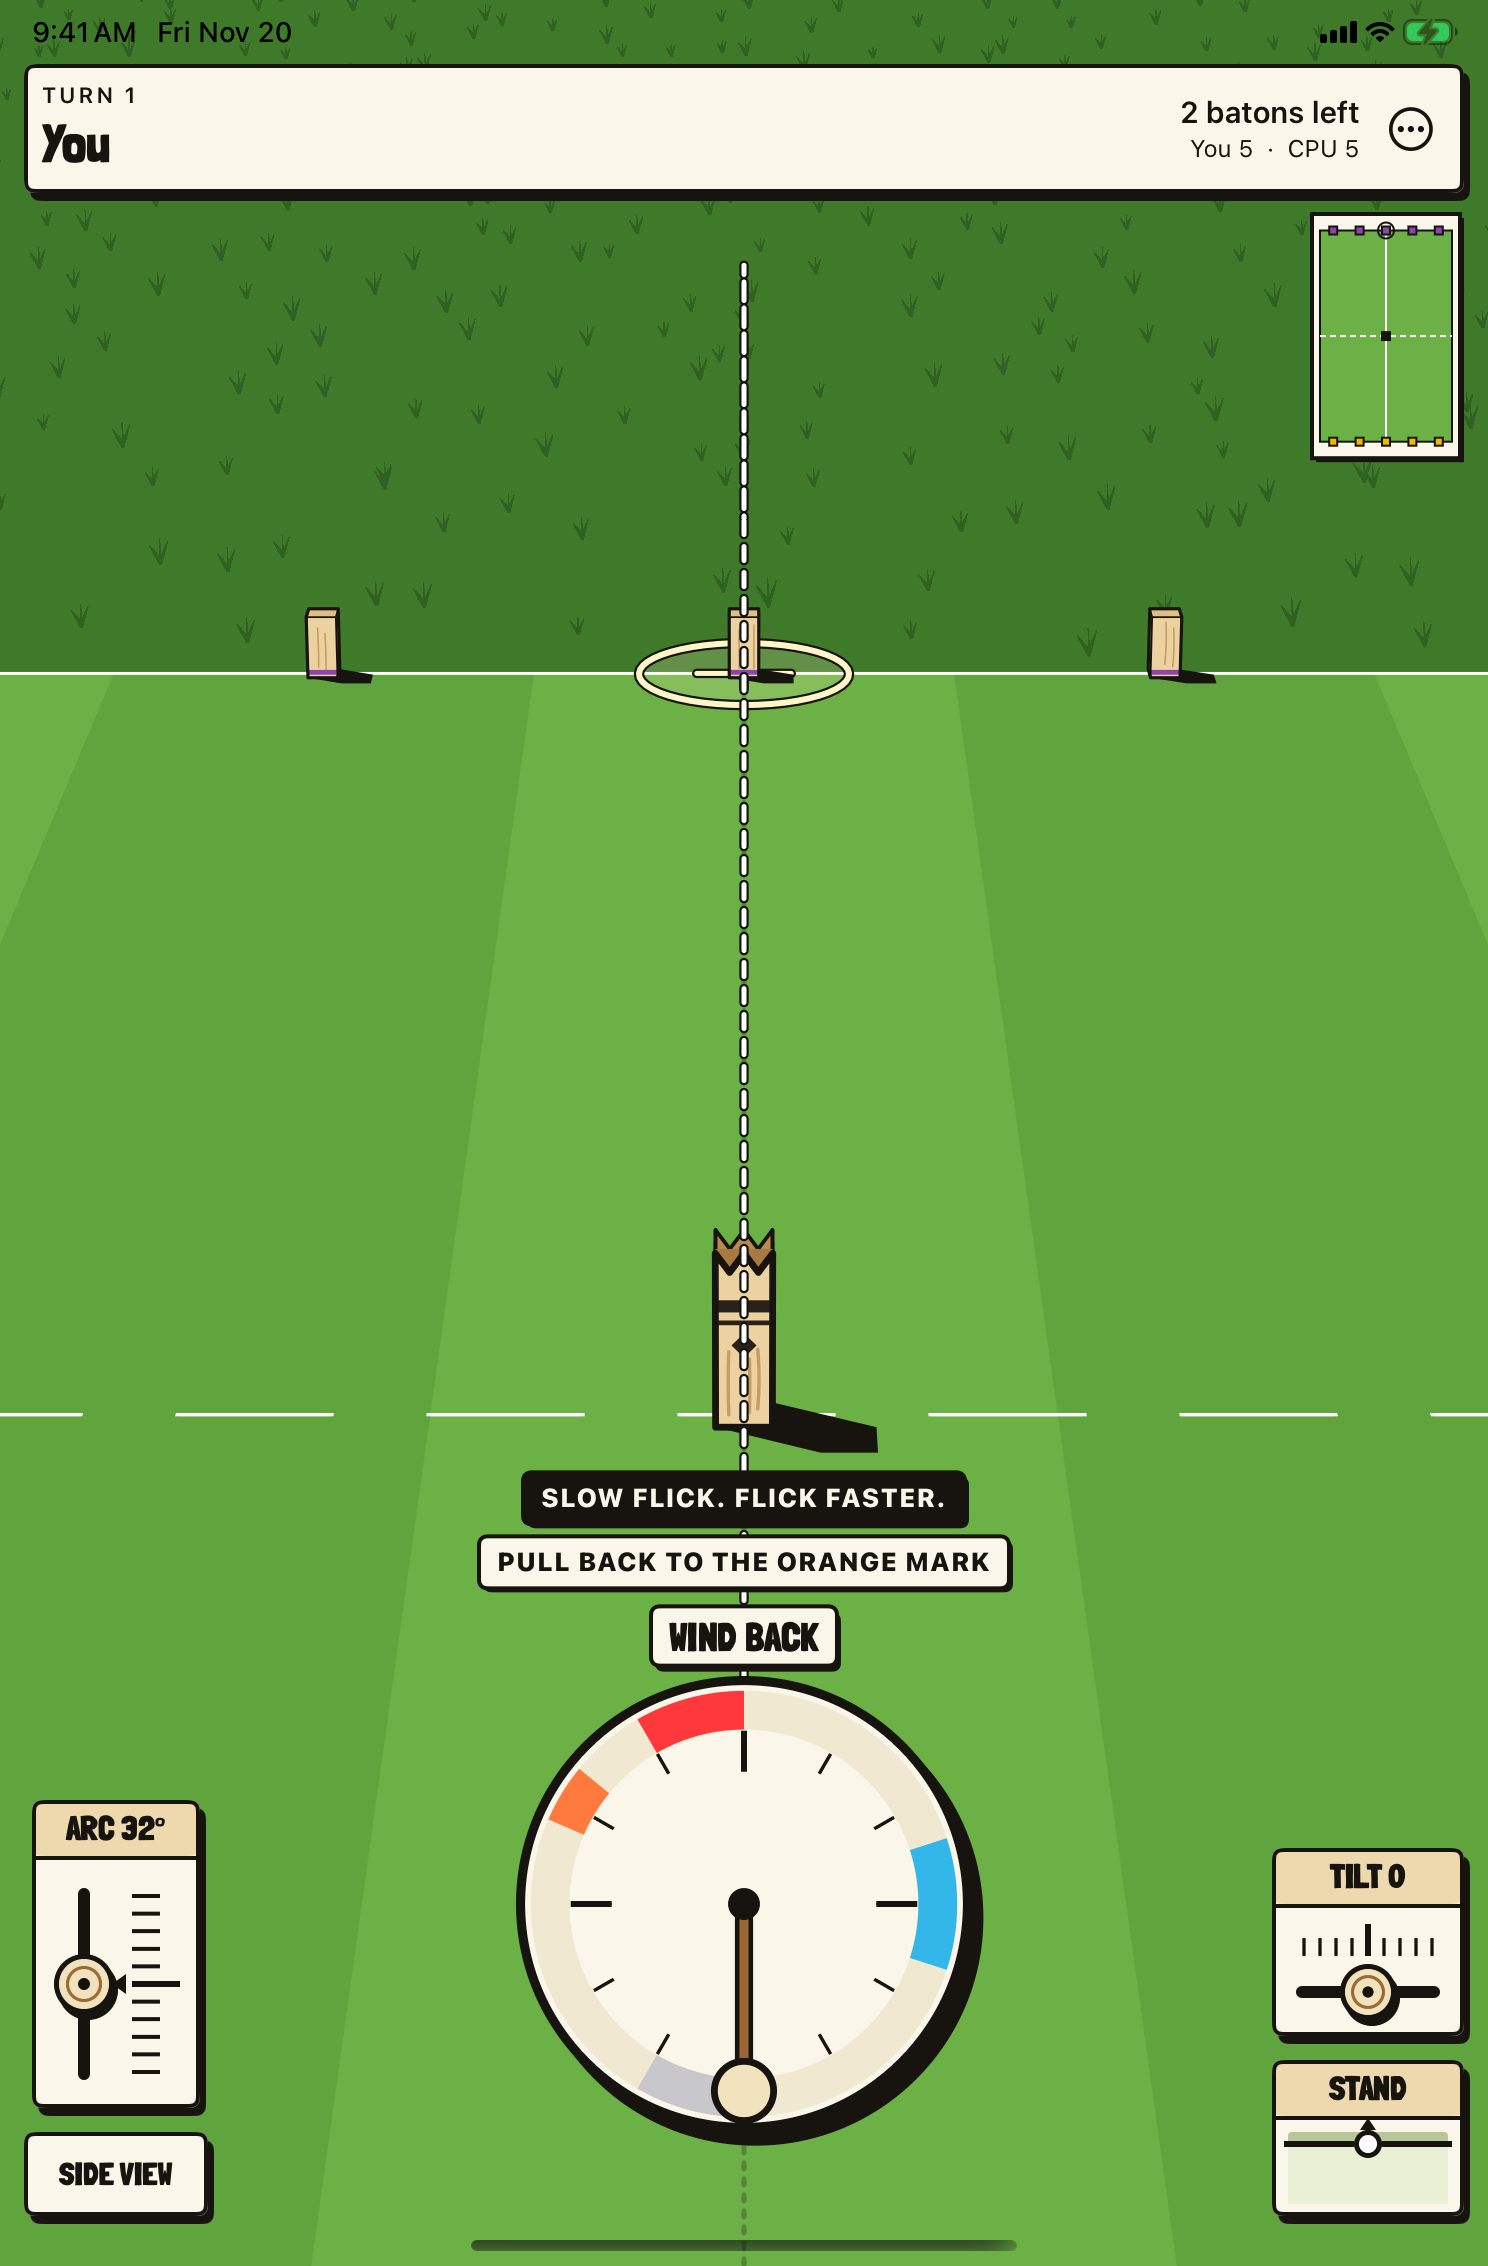 9:41 AM Fri Nov 20
TURN 1
You
2 batons left
You 5 · CPU 5
SLOW FLICK. FLICK FASTER.
PULL BACK TO THE ORANGE MARK
WIND BACK
ARC 32°
TILT 0
STAND
SIDE VIEW